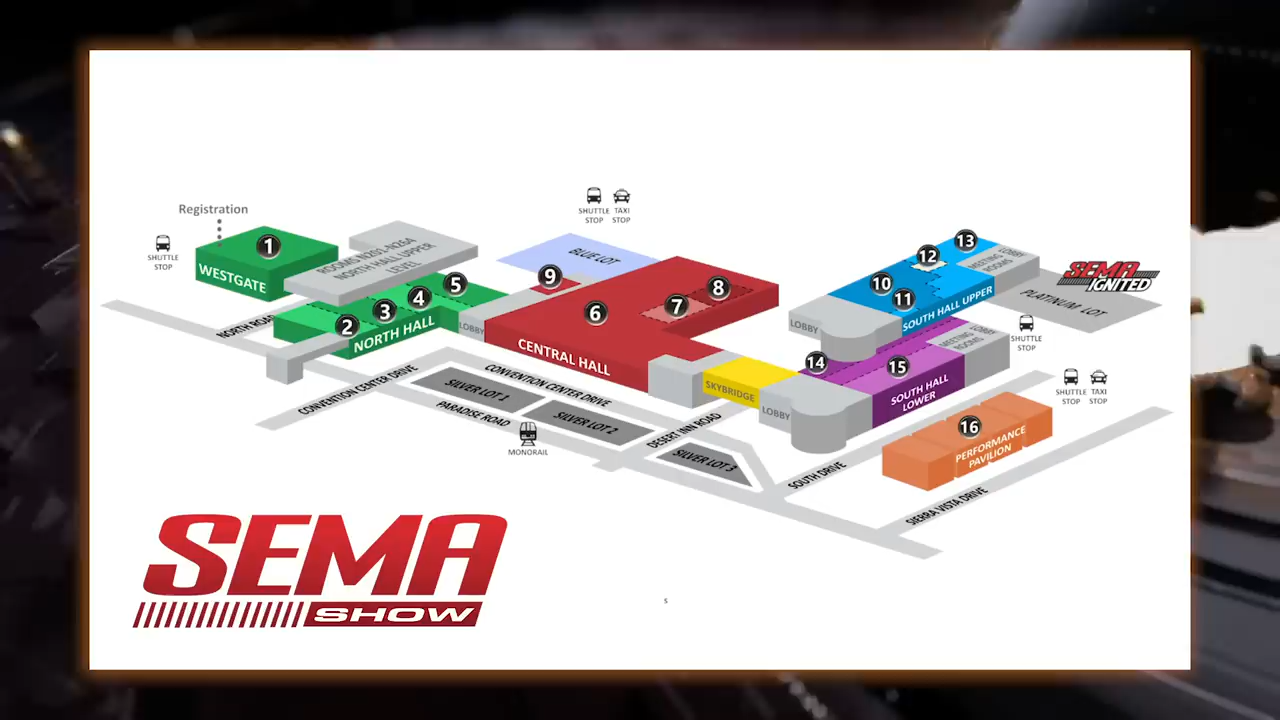 Registration
SHUTTLE
STOP
1
WESTGATE
ROOMS N201-N264
NORTH HALL UPPER
LEVEL
NORTH ROAD
2
3
4
5
NORTH HALL
LOBBY
SHUTTLE
STOP
TAXI
STOP
BLUE LOT
9
6
7
8
CENTRAL HALL
SKYBRIDGE
LOBBY
10
11
12
13
MEETING
ROOMS
LOBBY
SOUTH HALL UPPER
LOBBY
SEMA
IGNITED
PLATINUM LOT
SHUTTLE
STOP
14
15
MEETING
ROOMS
LOBBY
SOUTH HALL
LOWER
SHUTTLE
STOP
TAXI
STOP
16
PERFORMANCE
PAVILION
CONVENTION CENTER DRIVE
CONVENTION CENTER DRIVE
SILVER LOT 1
SILVER LOT 2
SILVER LOT 3
PARADISE ROAD
MONORAIL
DESERT INN ROAD
SOUTH DRIVE
SIERRA VISTA DRIVE
SEMA
SHOW
5